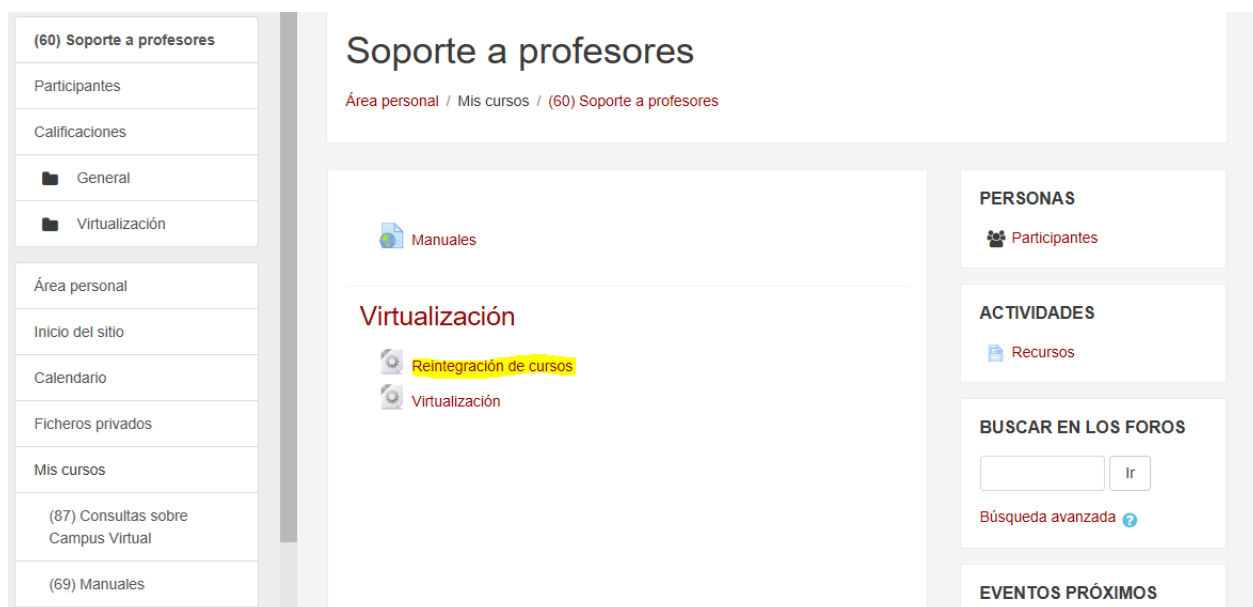 (60) Soporte a profesores
Participantes
Calificaciones
General
Virtualización
Área personal
Inicio del sitio
Calendario
Ficheros privados
Mis cursos
(87) Consultas sobre
Campus Virtual
(69) Manuales
Soporte a profesores
Área personal / Mis cursos / (60) Soporte a profesores
Manuales
Virtualización
Reintegración de cursos
Virtualización
PERSONAS
Participantes
ACTIVIDADES
Recursos
BUSCAR EN LOS FOROS
Ir
Búsqueda avanzada ?
EVENTOS PRÓXIMOS